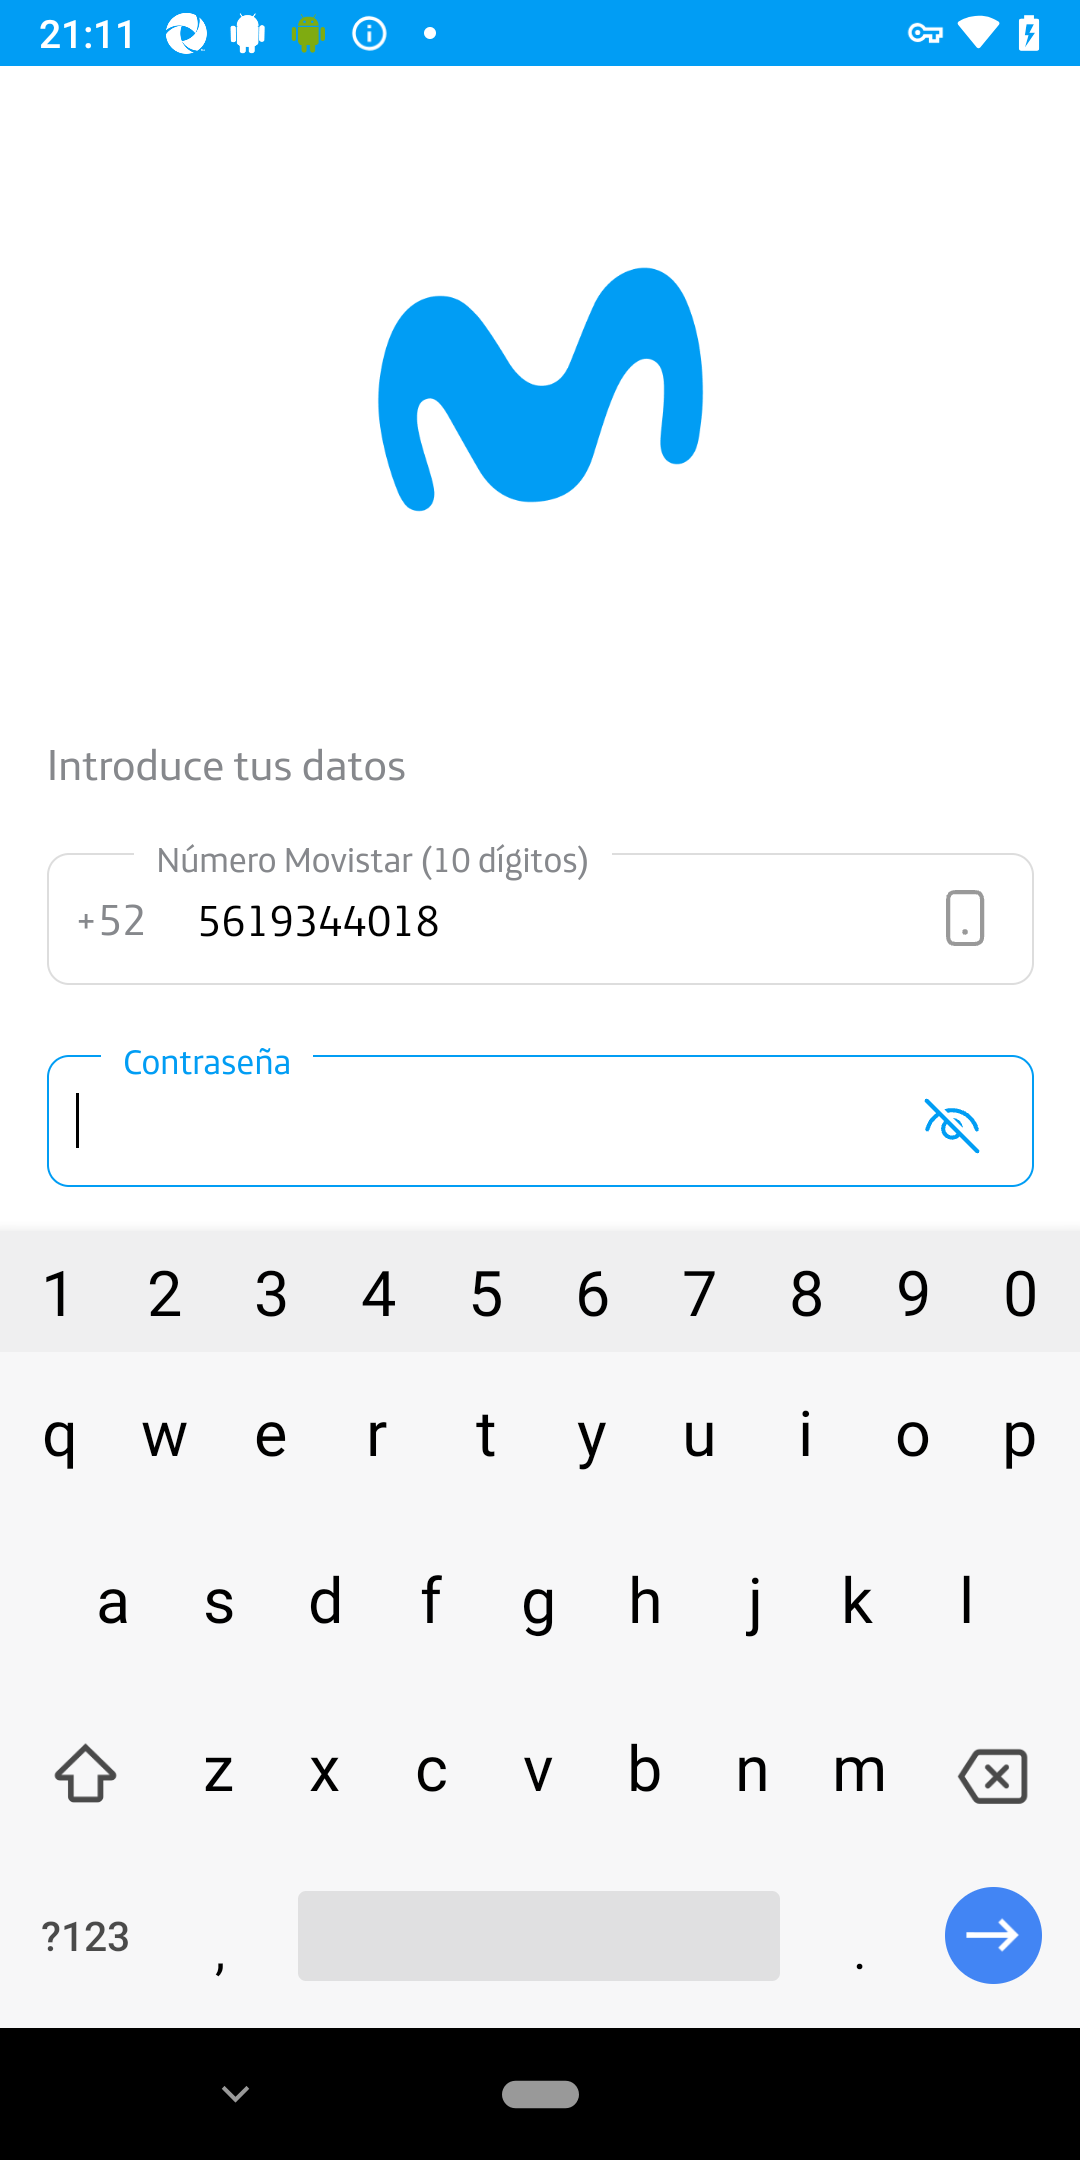 21:11
Introduce tus datos
Número Movistar (10 dígitos)
+52 5619344018
Contraseña
1 2 3 4 5 6 7 8 9 0
q w e r t y u i o p
a s d f g h j k l
z x c v b n m
?123 , .